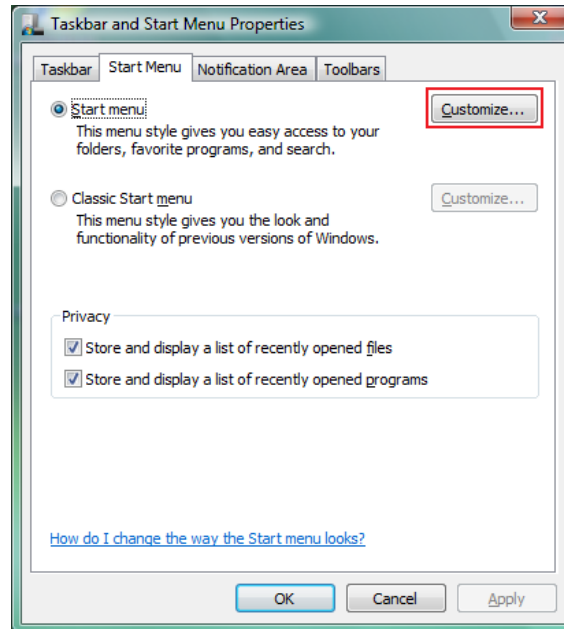 Taskbar and Start Menu Properties
Taskbar Start Menu Notification Area Toolbars
Start menu Customize...
This menu style gives you easy access to your
folders, favorite programs, and search.
Classic Start menu Customize...
This menu style gives you the look and
functionality of previous versions of Windows.
Privacy
Store and display a list of recently opened files
Store and display a list of recently opened programs
How do I change the way the Start menu looks?
OK Cancel Apply